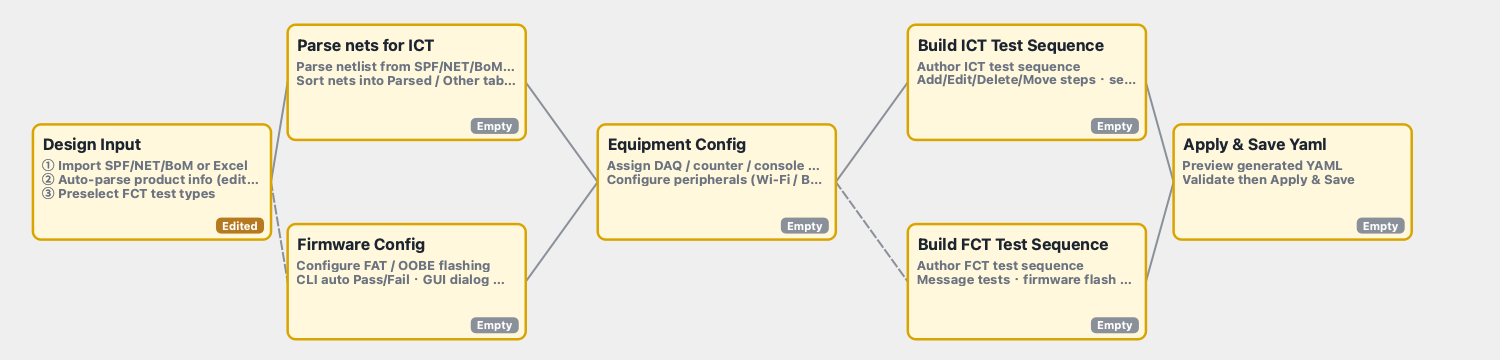 Design Input
① Import SPF/NET/BoM or Excel
② Auto-parse product info (edit...
③ Preselect FCT test types
Edited
Parse nets for ICT
Parse netlist from SPF/NET/BoM...
Sort nets into Parsed / Other tab...
Empty
Firmware Config
Configure FAT / OOBE flashing
CLI auto Pass/Fail · GUI dialog ...
Empty
Equipment Config
Assign DAQ / counter / console ...
Configure peripherals (Wi-Fi / B...
Empty
Build ICT Test Sequence
Author ICT test sequence
Add/Edit/Delete/Move steps · se...
Empty
Build FCT Test Sequence
Author FCT test sequence
Message tests · firmware flash ...
Empty
Apply & Save Yaml
Preview generated YAML
Validate then Apply & Save
Empty